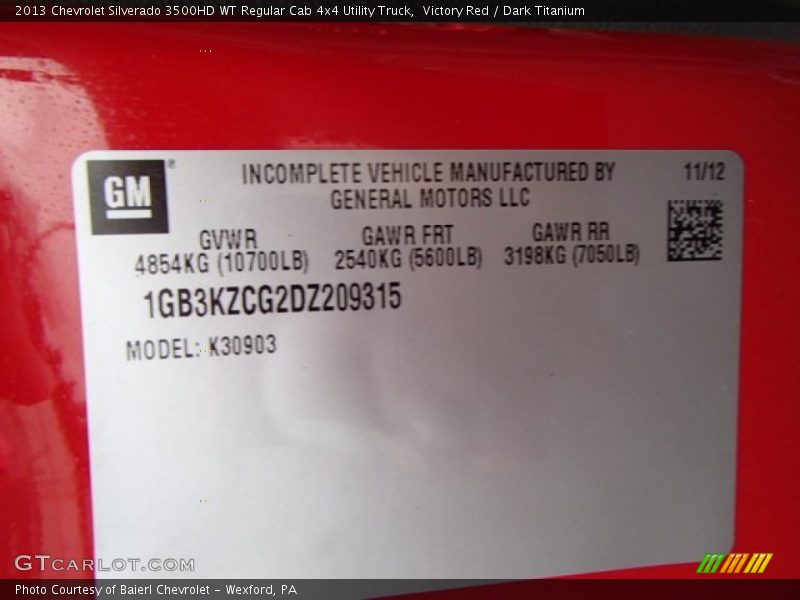 2013 Chevrolet Silverado 3500HD WT Regular Cab 4x4 Utility Truck,  Victory Red / Dark Titanium
GM®
INCOMPLETE VEHICLE MANUFACTURED BY
11/12
GENERAL MOTORS LLC
GVWR GAWR FRT GAWR RR
4854KG (10700LB) 2540KG (5600LB) 3198KG (7050LB)
1GB3KZCG2DZ209315
MODEL: K30903
GTCARLOT.COM
Photo Courtesy of Baierl Chevrolet - Wexford, PA